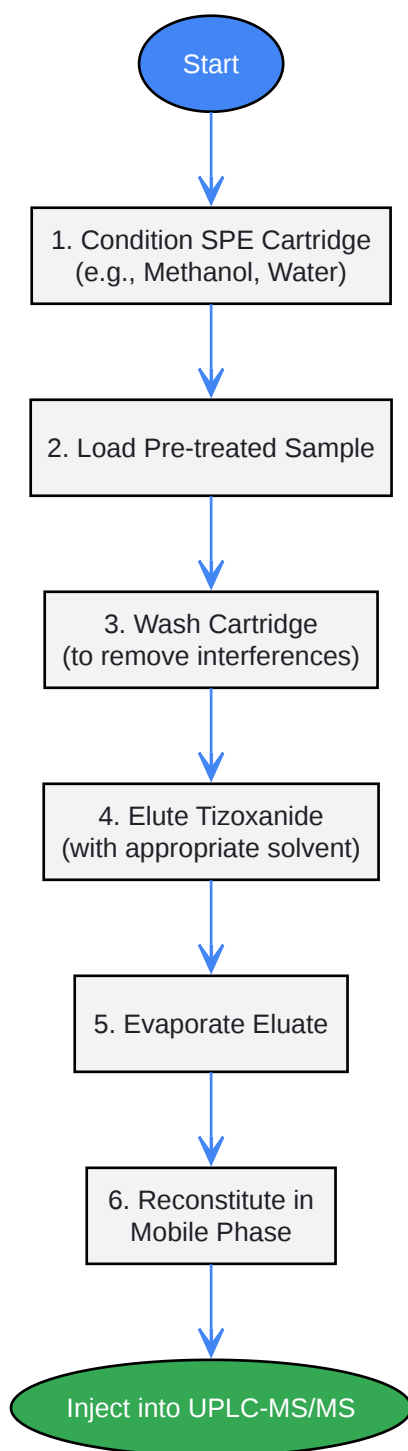 Start
1. Condition SPE Cartridge
(e.g., Methanol, Water)
2. Load Pre-treated Sample
3. Wash Cartridge
(to remove interferences)
4. Elute Tizoxanide
(with appropriate solvent)
5. Evaporate Eluate
6. Reconstitute in
Mobile Phase
Inject into UPLC-MS/MS